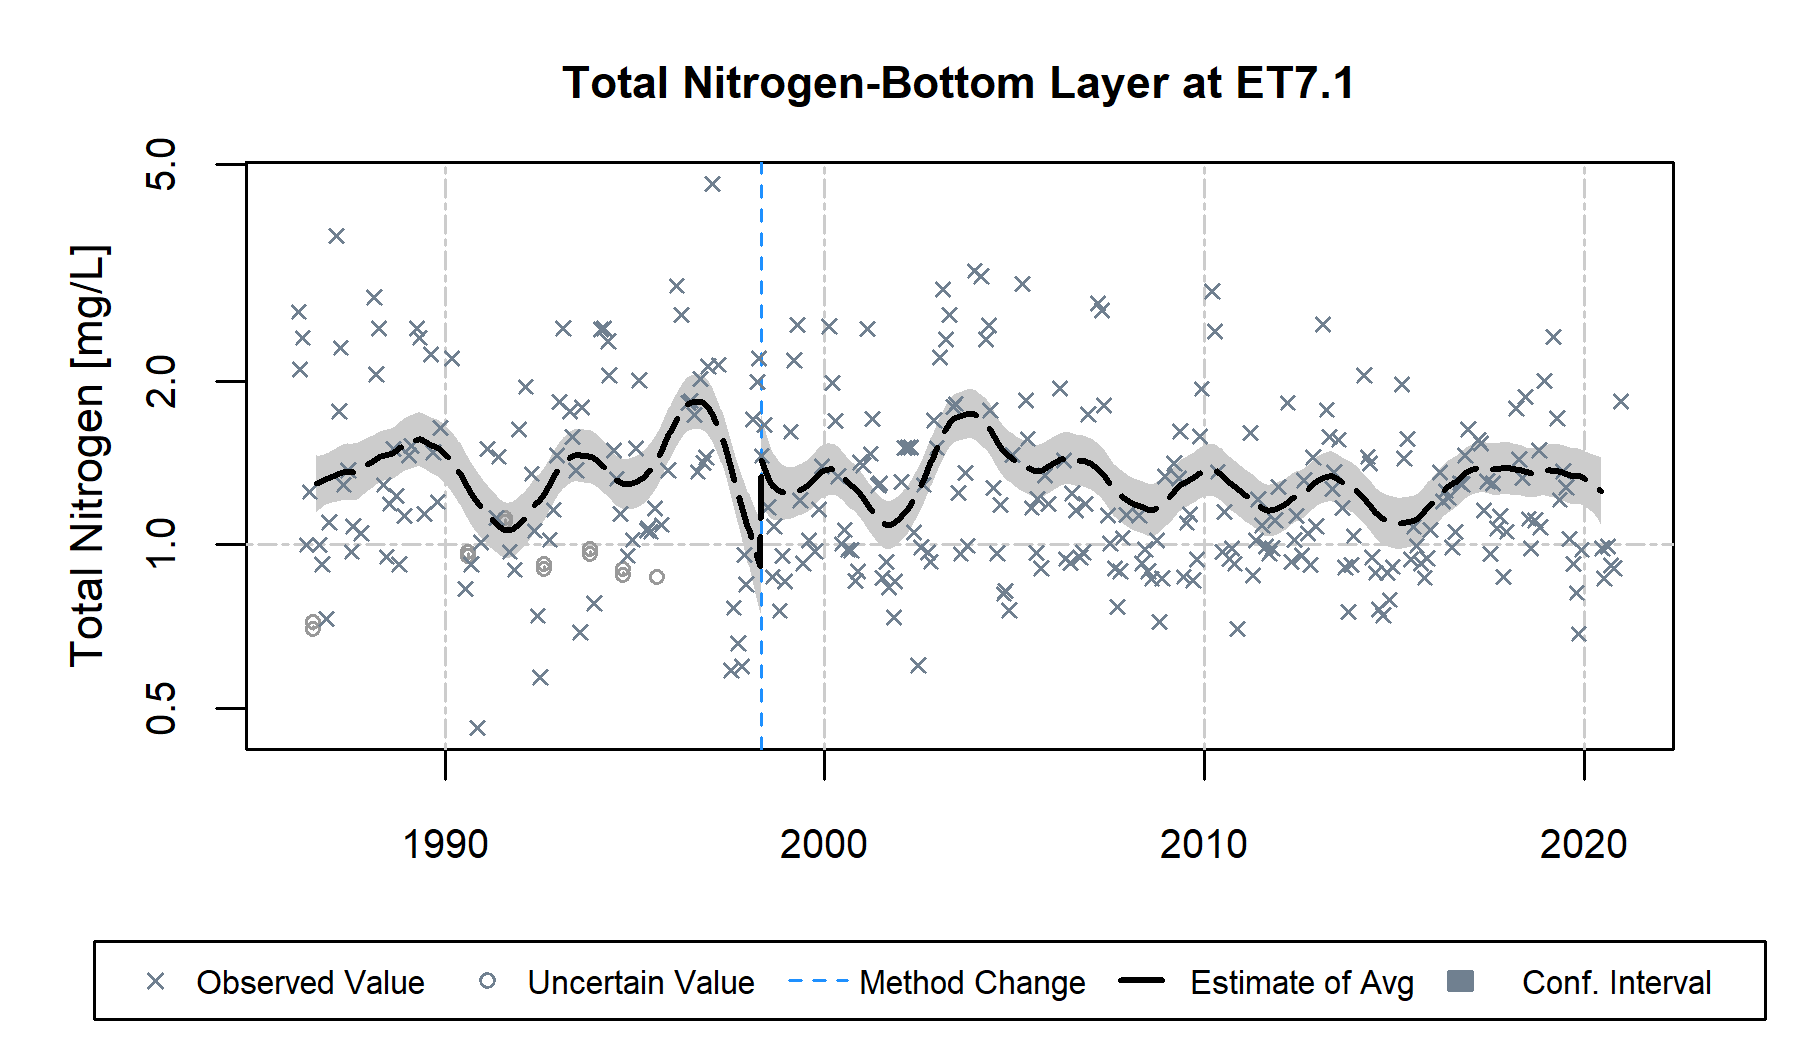 Total Nitrogen-Bottom Layer at ET7.1
Total Nitrogen [mg/L]
5.0
2.0
1.0
0.5
1990 2000 2010 2020
Observed Value Uncertain Value Method Change Estimate of Avg Conf. Interval